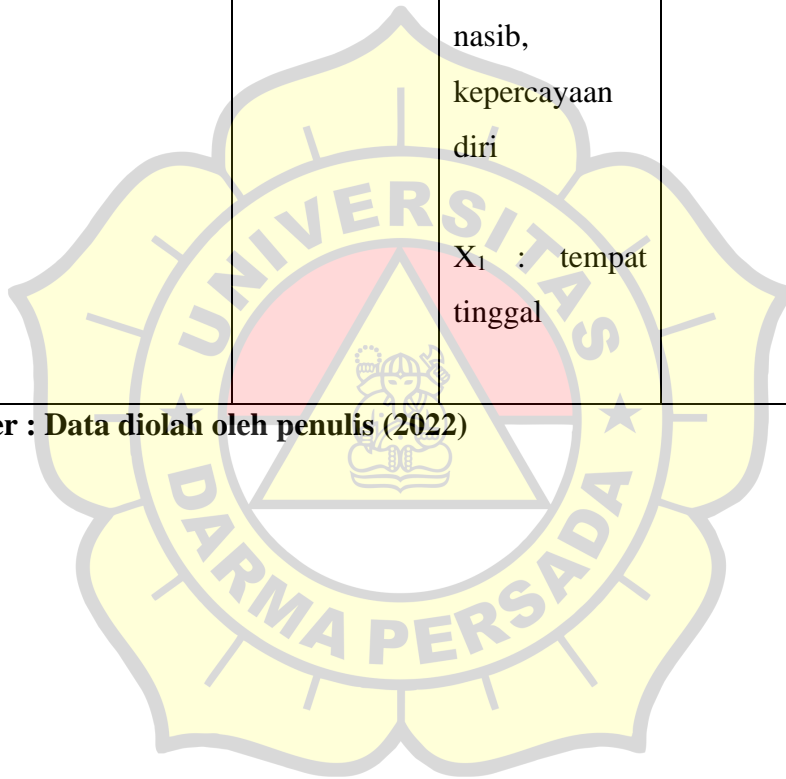 nasib,
kepercayaan
diri
X₁ : tempat
tinggal
er : Data diolah oleh penulis (2022)
UNIVERSITAS
DARMA PERSADA